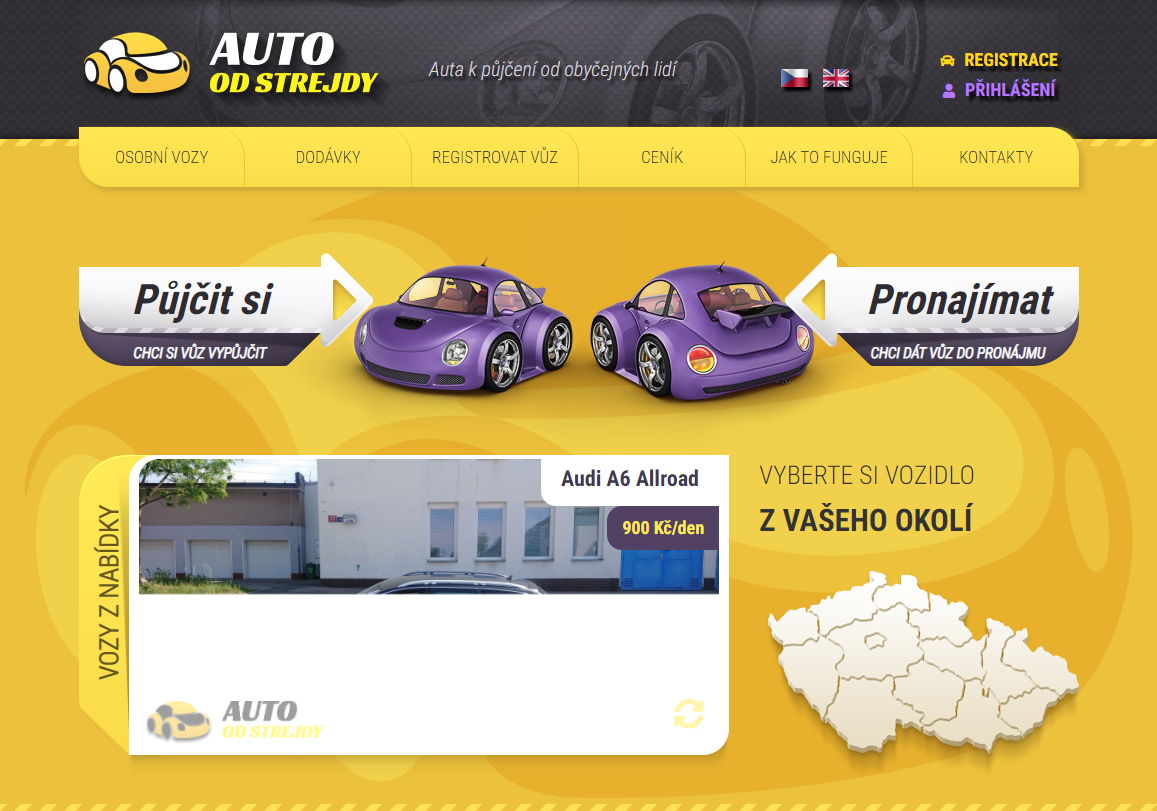 AUTO
OD STREJDY
Auta k půjčení od obyčejných lidí
REGISTRACE
PŘIHLÁŠENÍ
OSOBNÍ VOZY
DODÁVKY
REGISTROVAT VŮZ
CENÍK
JAK TO FUNGUJE
KONTAKTY
Půjčit si
CHCI SI VŮZ VYPŮJČIT
Pronajímat
CHCI DÁT VŮZ DO PRONÁJMU
VOZY Z NABÍDKY
Audi A6 Allroad
900 Kč/den
AUTO
OD STREJDY
VYBERTE SI VOZIDLO
Z VAŠEHO OKOLÍ